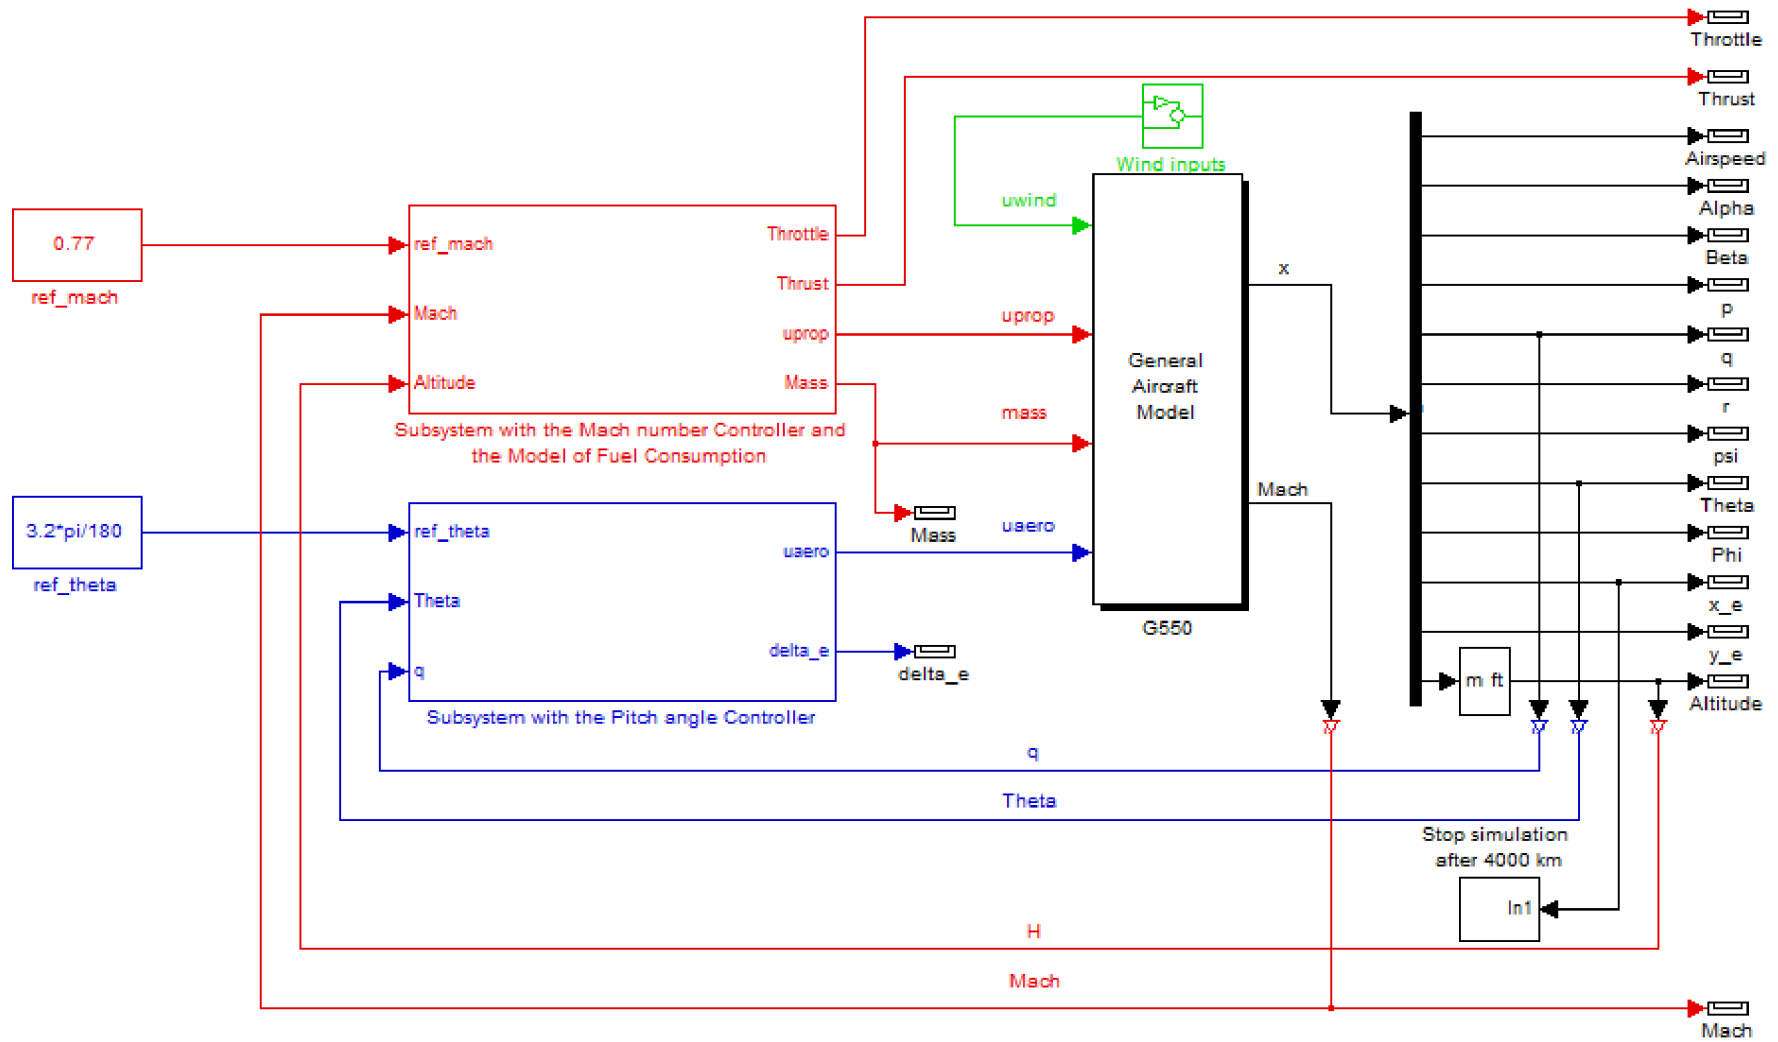 Throttle
Thrust
Wind inputs
Airspeed
Alpha
Beta
p
q
r
psi
Theta
Phi
x_e
y_e
Altitude
uwind
0.77
ref_mach
ref_mach
Mach
Altitude
Throttle
Thrust
uprop
Mass
Subsystem with the Mach number Controller and
the Model of Fuel Consumption
uprop
mass
uaero
General
Aircraft
Model
G550
x
Mach
3.2*pi/180
ref_theta
ref_theta
Theta
q
uaero
delta_e
Subsystem with the Pitch angle Controller
Mass
delta_e
m ft
q
Theta
Stop simulation
after 4000 km
In1
H
Mach
Mach